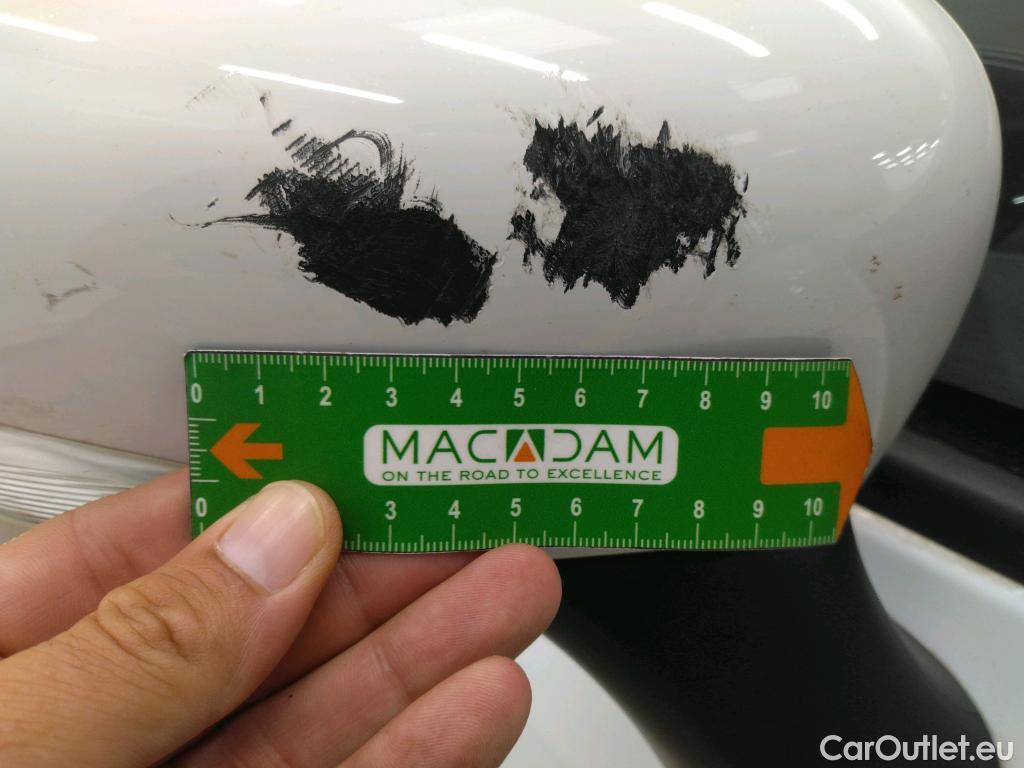 0 1 2 3 4 5 6 7 8 9 10
MACADAM
ON THE ROAD TO EXCELLENCE
0 3 4 5 6 7 8 9 10
CarOutlet.eu